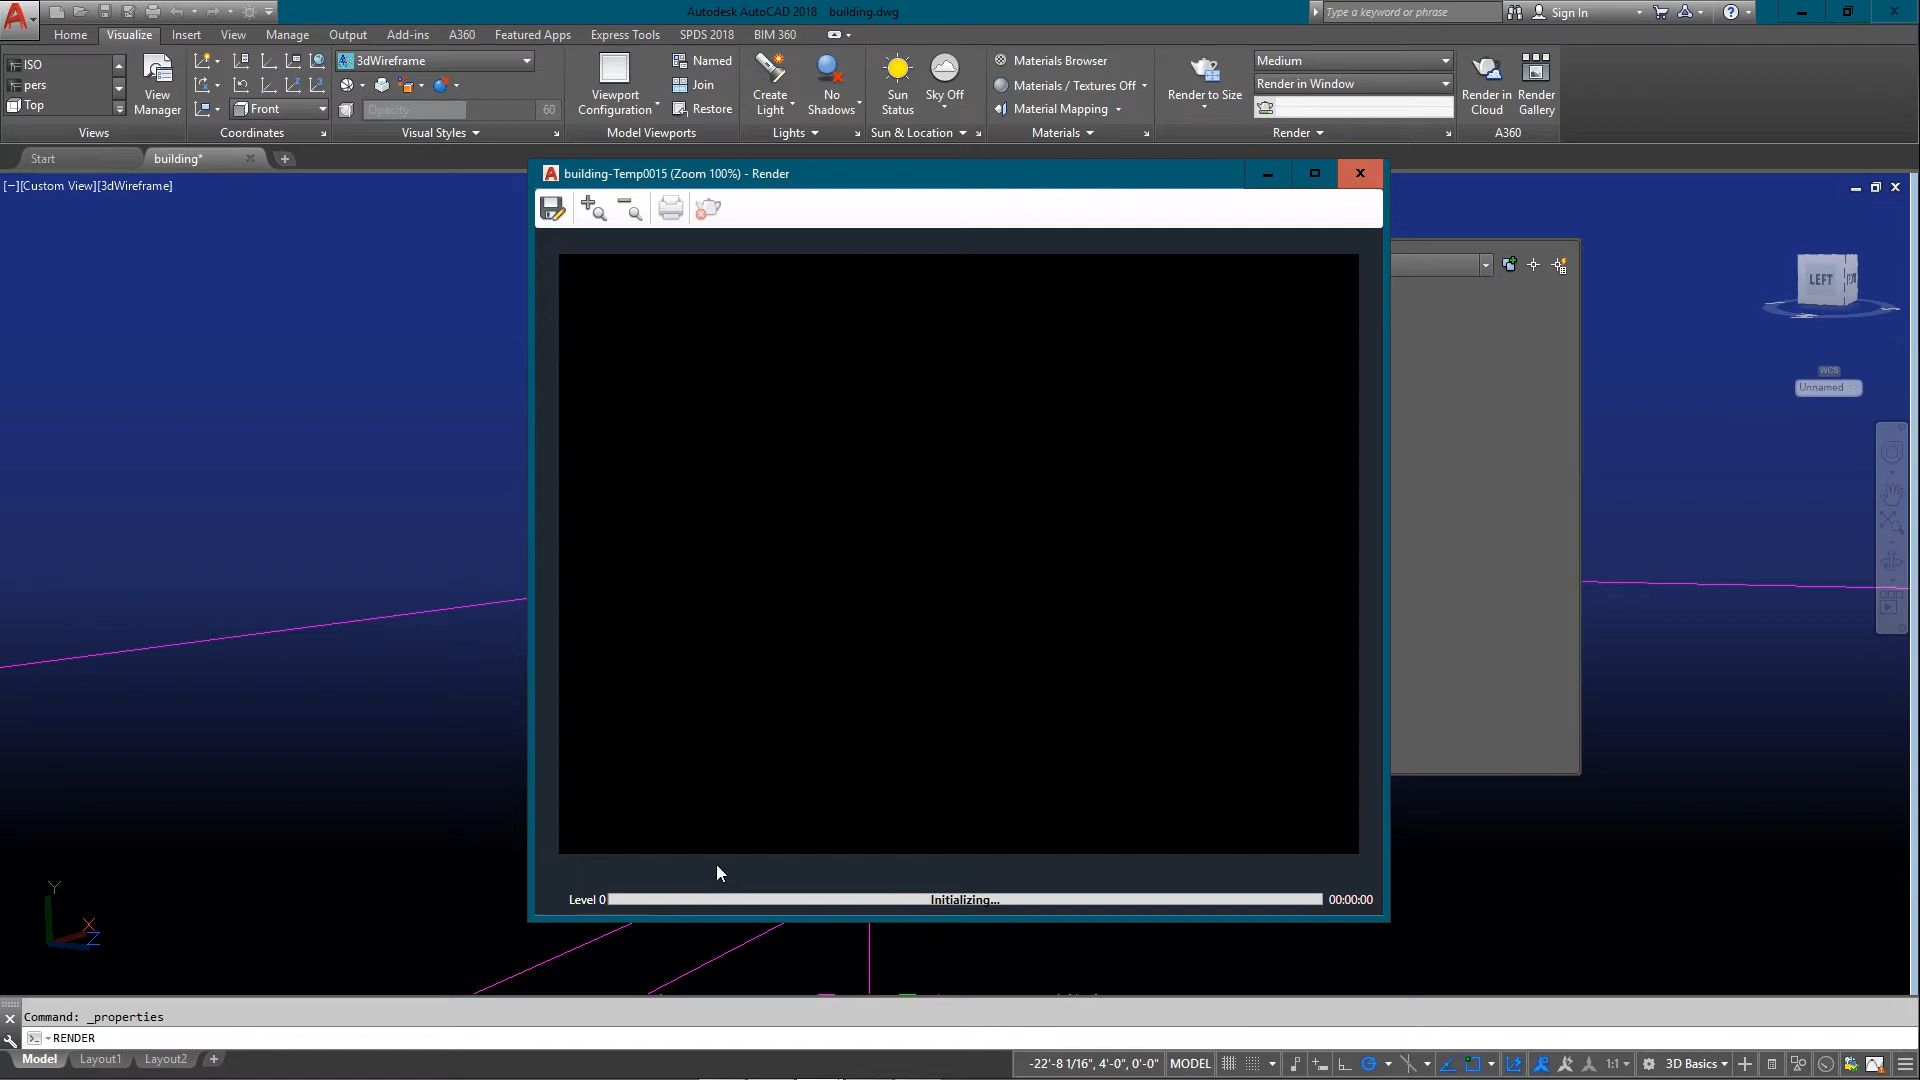 Autodesk AutoCAD 2018 building.dwg
Type a keyword or phrase
Sign In
Home Visualize Insert View Manage Output Add-ins A360 Featured Apps Express Tools SPDS 2018 BIM 360
ISO
pers
Top
View
Manager
Views
Front
Coordinates
3dWireframe
Opacity 60
Visual Styles
Viewport
Configuration
Named
Join
Restore
Model Viewports
Create
Light
No
Shadows
Lights
Sun
Status
Sky Off
Sun & Location
Materials Browser
Materials / Textures Off
Material Mapping
Materials
Render to Size
Medium
Render in Window
Render
Render in
Cloud
Render
Gallery
A360
Start
building*
[−][Custom View][3dWireframe]
building-Temp0015 (Zoom 100%) - Render
LEFT
WCS
Unnamed
Level 0 Initializing... 00:00:00
Y
X
Z
Command: _properties
RENDER
Model Layout1 Layout2
-22'-8 1/16", 4'-0", 0'-0" MODEL 1:1 3D Basics